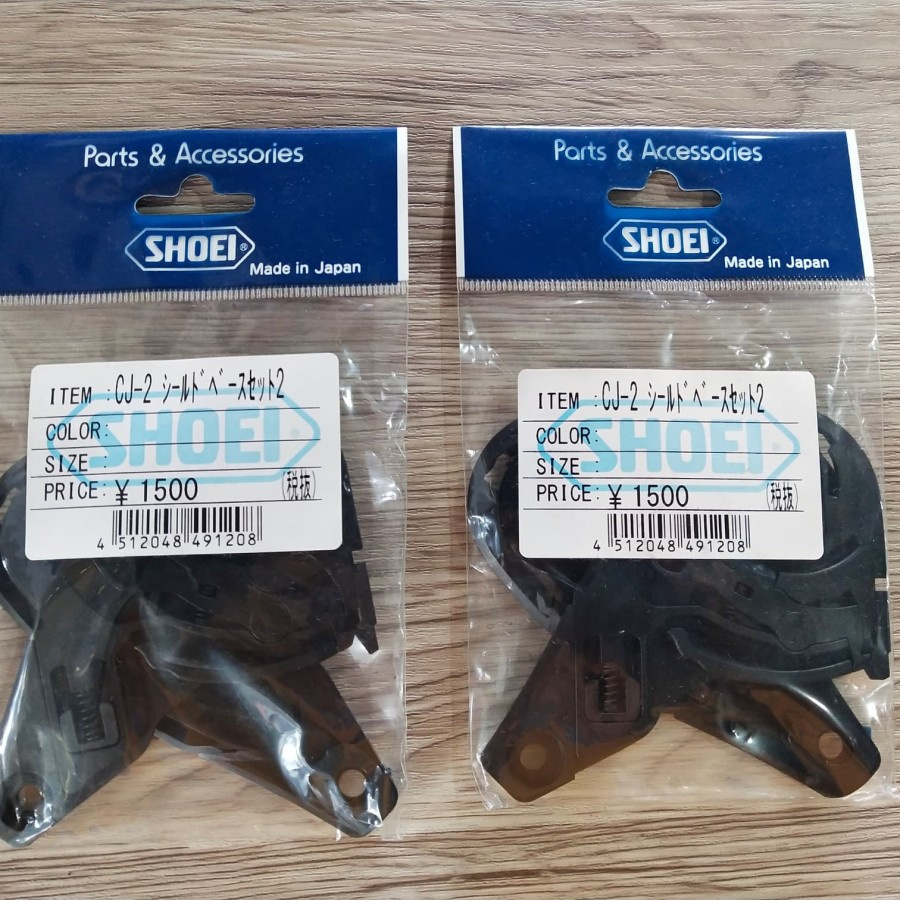 Parts & Accessories
SHOEI®
Made in Japan
ITEM :CJ-2 ｼｰﾙﾄﾞﾍﾞｰｽｾｯﾄ2
COLOR:
SHOEI
SIZE :
PRICE:¥ 1500 (税抜)
4 512048 491208
Parts & Accessories
SHOEI®
Made in Japan
ITEM :CJ-2 ｼｰﾙﾄﾞﾍﾞｰｽｾｯﾄ2
COLOR:
SHOEI
SIZE :
PRICE:¥ 1500 (税抜)
4 512048 491208